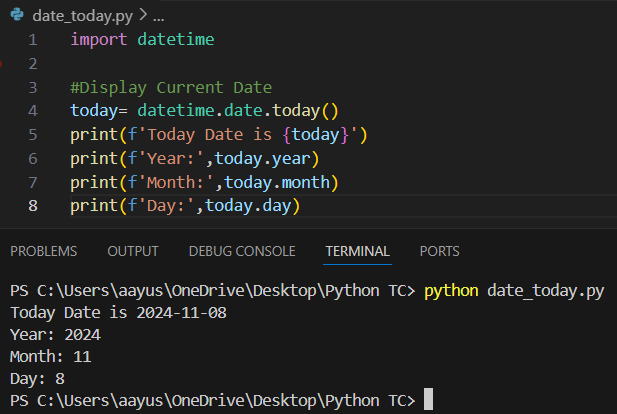 date_today.py > ...
1 import datetime
2
3 #Display Current Date
4 today= datetime.date.today()
5 print(f'Today Date is {today}')
6 print(f'Year:',today.year)
7 print(f'Month:',today.month)
8 print(f'Day:',today.day)
PROBLEMS OUTPUT DEBUG CONSOLE TERMINAL PORTS
PS C:\Users\aayus\OneDrive\Desktop\Python TC> python date_today.py
Today Date is 2024-11-08
Year: 2024
Month: 11
Day: 8
PS C:\Users\aayus\OneDrive\Desktop\Python TC>